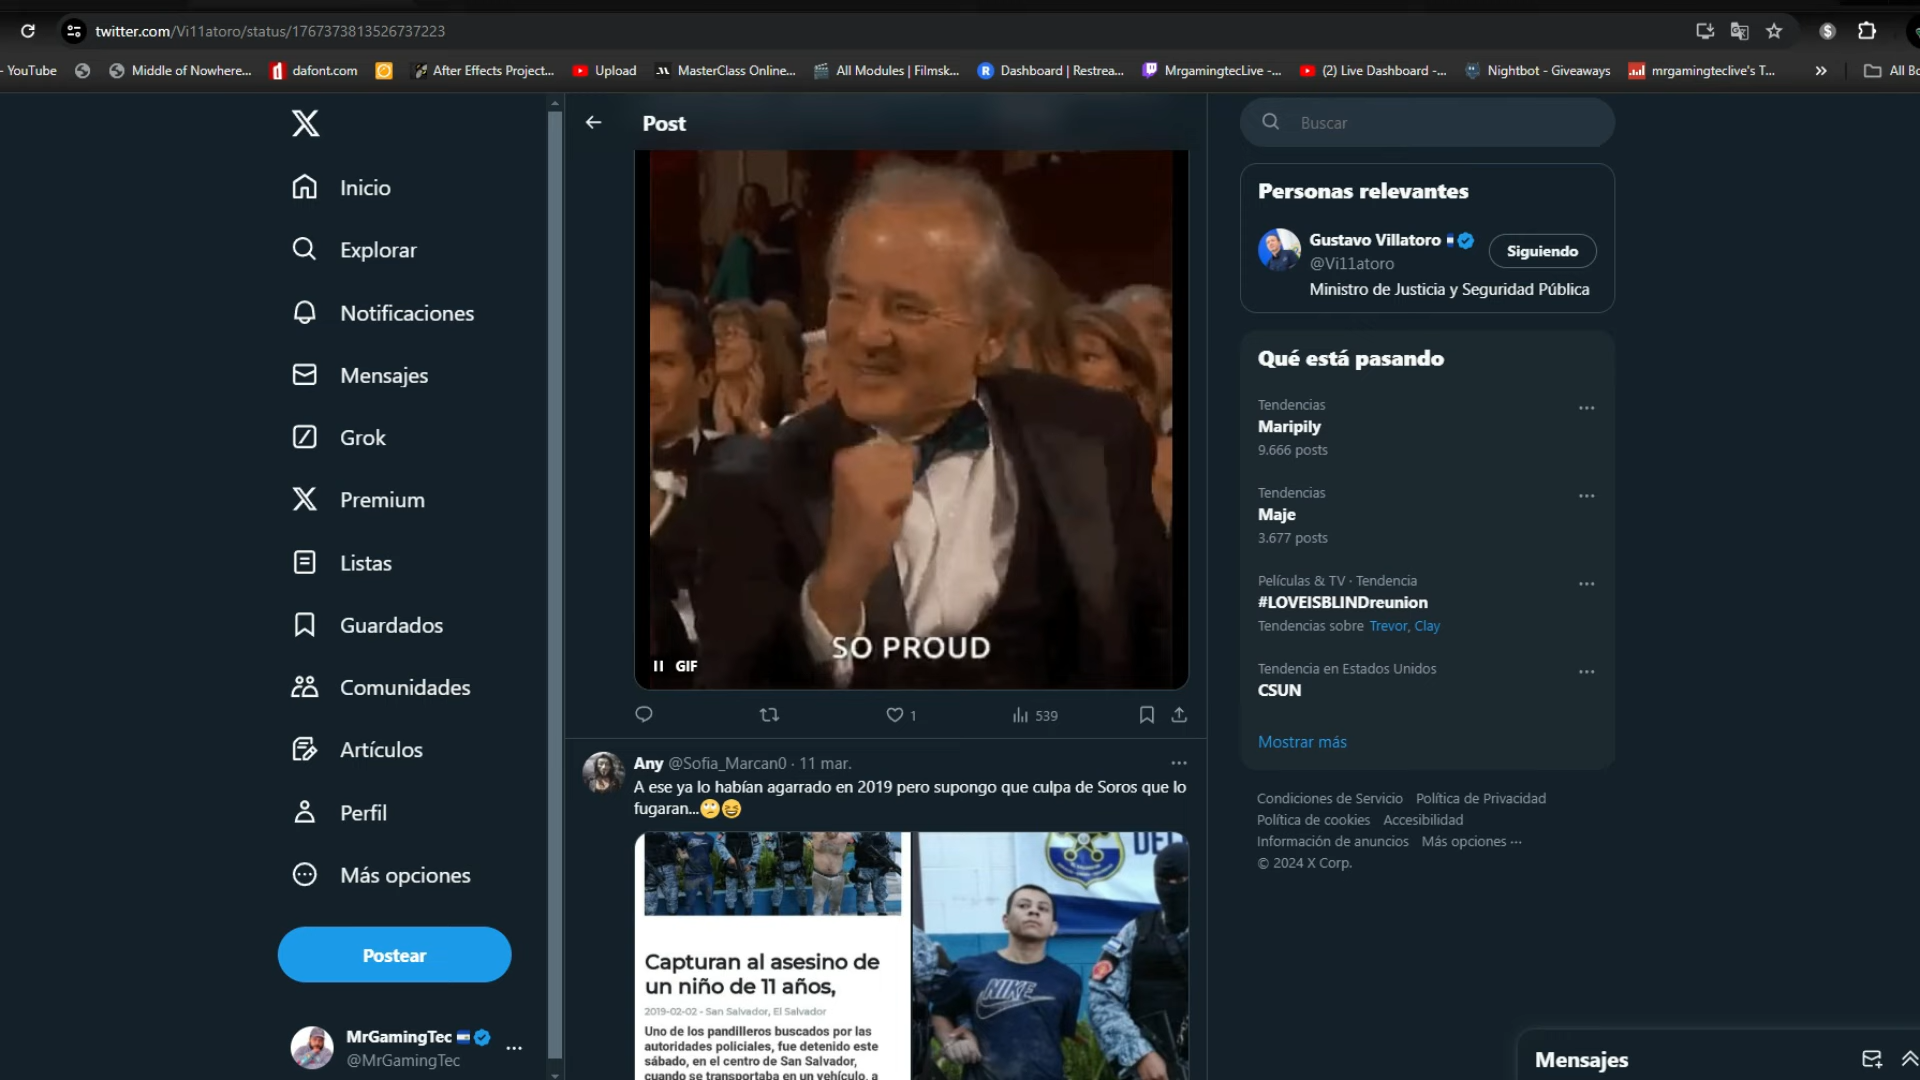 twitter.com/Vi11atoro/status/1767373813526737223
- YouTube
Middle of Nowhere...
dafont.com
After Effects Project...
Upload
MasterClass Online...
All Modules | Filmsk...
Dashboard | Restrea...
MrgamingtecLive -...
(2) Live Dashboard -...
Nightbot - Giveaways
mrgamingteclive's T...
»
All Bo
Inicio
Explorar
Notificaciones
Mensajes
Grok
Premium
Listas
Guardados
Comunidades
Artículos
Perfil
Más opciones
Postear
MrGamingTec
@MrGamingTec
Post
SO PROUD
GIF
1
539
Any @Sofia_Marcan0 · 11 mar.
A ese ya lo habían agarrado en 2019 pero supongo que culpa de Soros que lo
fugaran...🙄😆
Capturan al asesino de
un niño de 11 años,
2019-02-02 - San Salvador, El Salvador
Uno de los pandilleros buscados por las
autoridades policiales, fue detenido este
sábado, en el centro de San Salvador,
cuando se transportaba en un vehículo, a
NIKE
Buscar
Personas relevantes
Gustavo Villatoro
@Vi11atoro
Siguiendo
Ministro de Justicia y Seguridad Pública
Qué está pasando
Tendencias
Maripily
9.666 posts
Tendencias
Maje
3.677 posts
Películas & TV · Tendencia
#LOVEISBLINDreunion
Tendencias sobre Trevor, Clay
Tendencia en Estados Unidos
CSUN
Mostrar más
Condiciones de Servicio Política de Privacidad
Política de cookies Accesibilidad
Información de anuncios Más opciones ···
© 2024 X Corp.
Mensajes